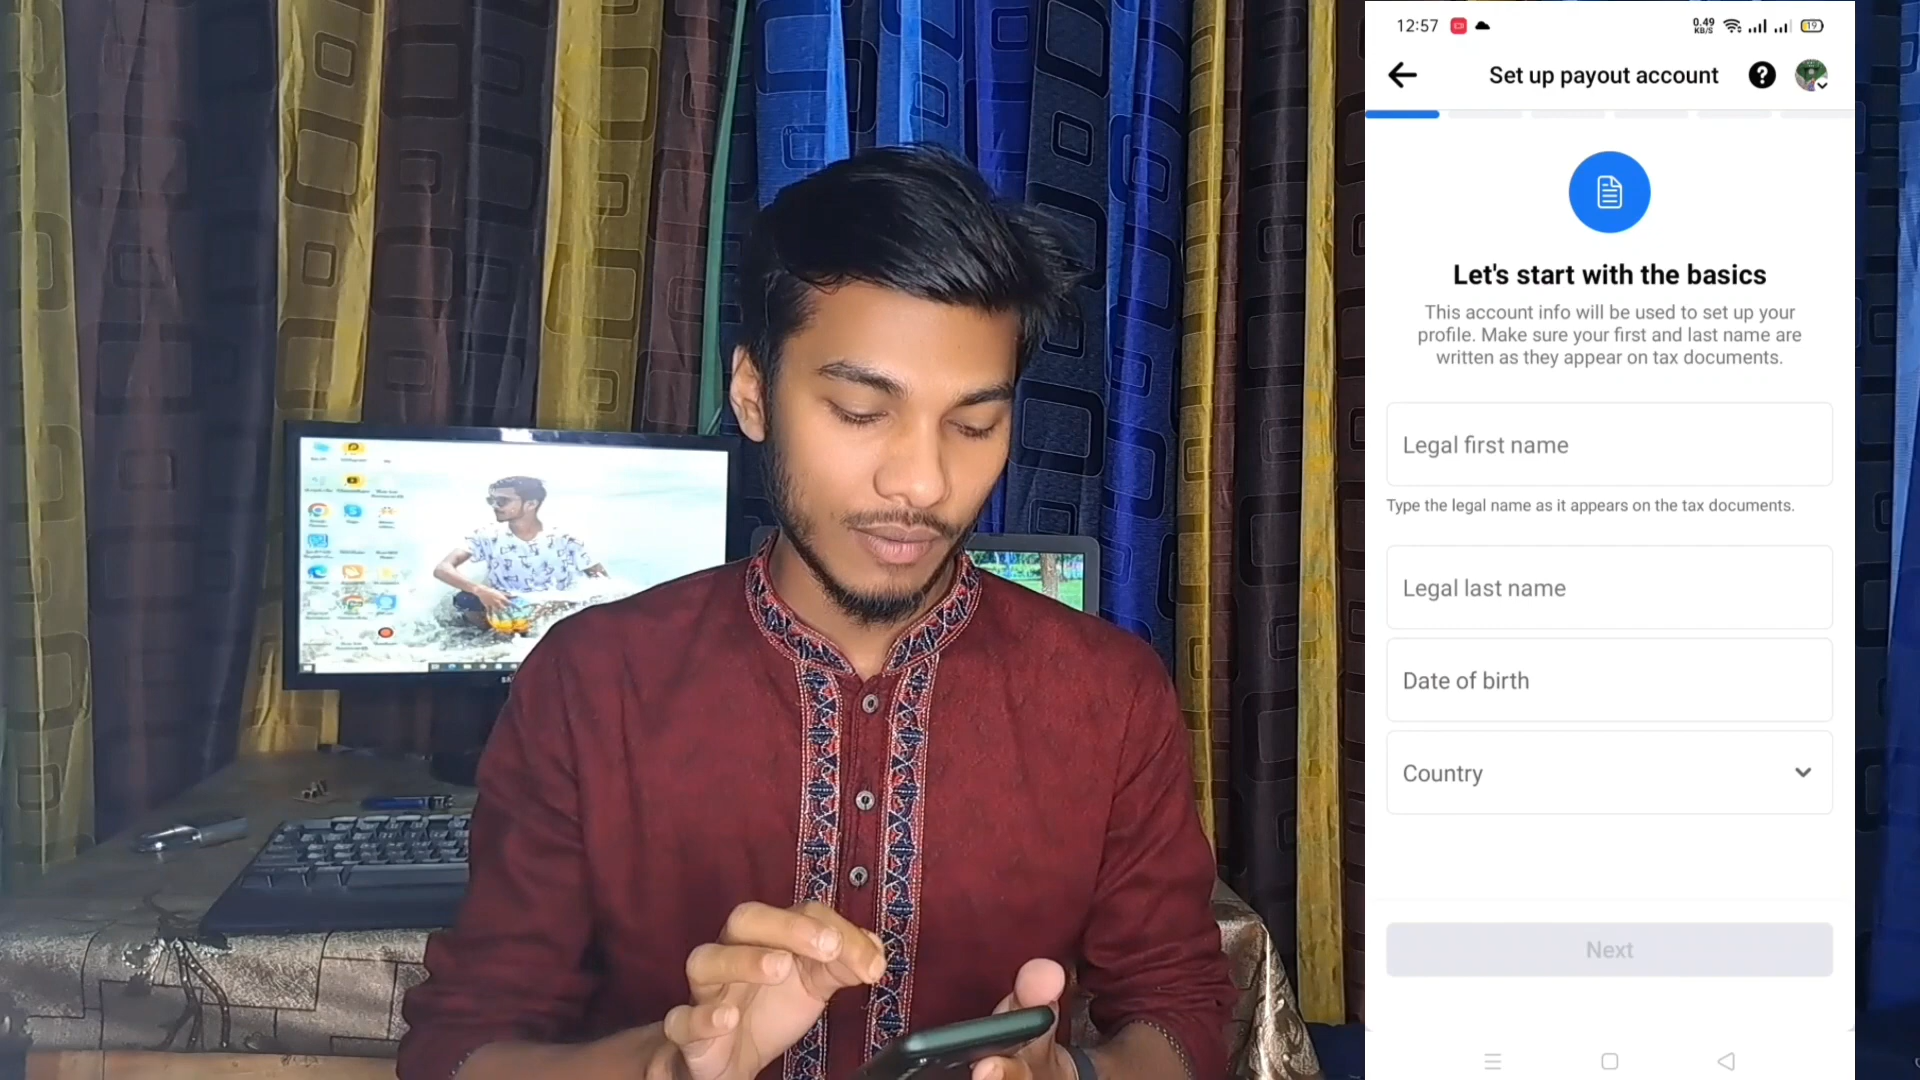 12:57
0.49
KB/S
19
Set up payout account
?
Let's start with the basics
This account info will be used to set up your
profile. Make sure your first and last name are
written as they appear on tax documents.
Legal first name
Type the legal name as it appears on the tax documents.
Legal last name
Date of birth
Country
Next